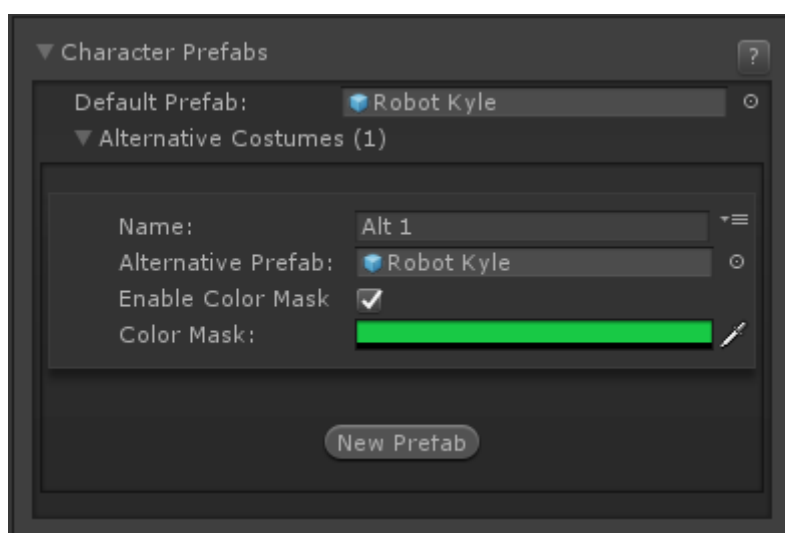 Character Prefabs
?
Default Prefab: Robot Kyle
Alternative Costumes (1)
Name: Alt 1
Alternative Prefab: Robot Kyle
Enable Color Mask
Color Mask:
New Prefab